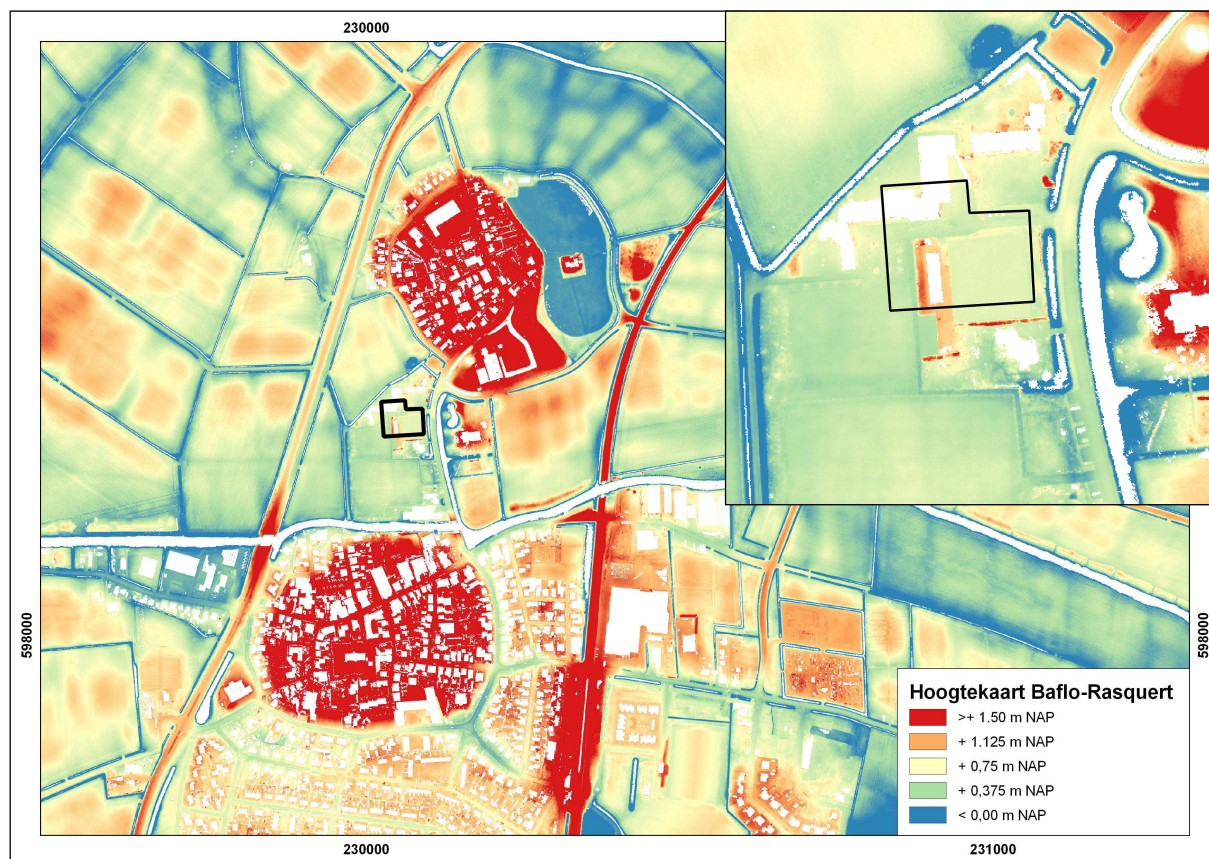 230000
598000
598000
Hoogtekaart Baflo-Rasquert
>+ 1.50 m NAP
+ 1.125 m NAP
+ 0,75 m NAP
+ 0,375 m NAP
< 0,00 m NAP
230000
231000